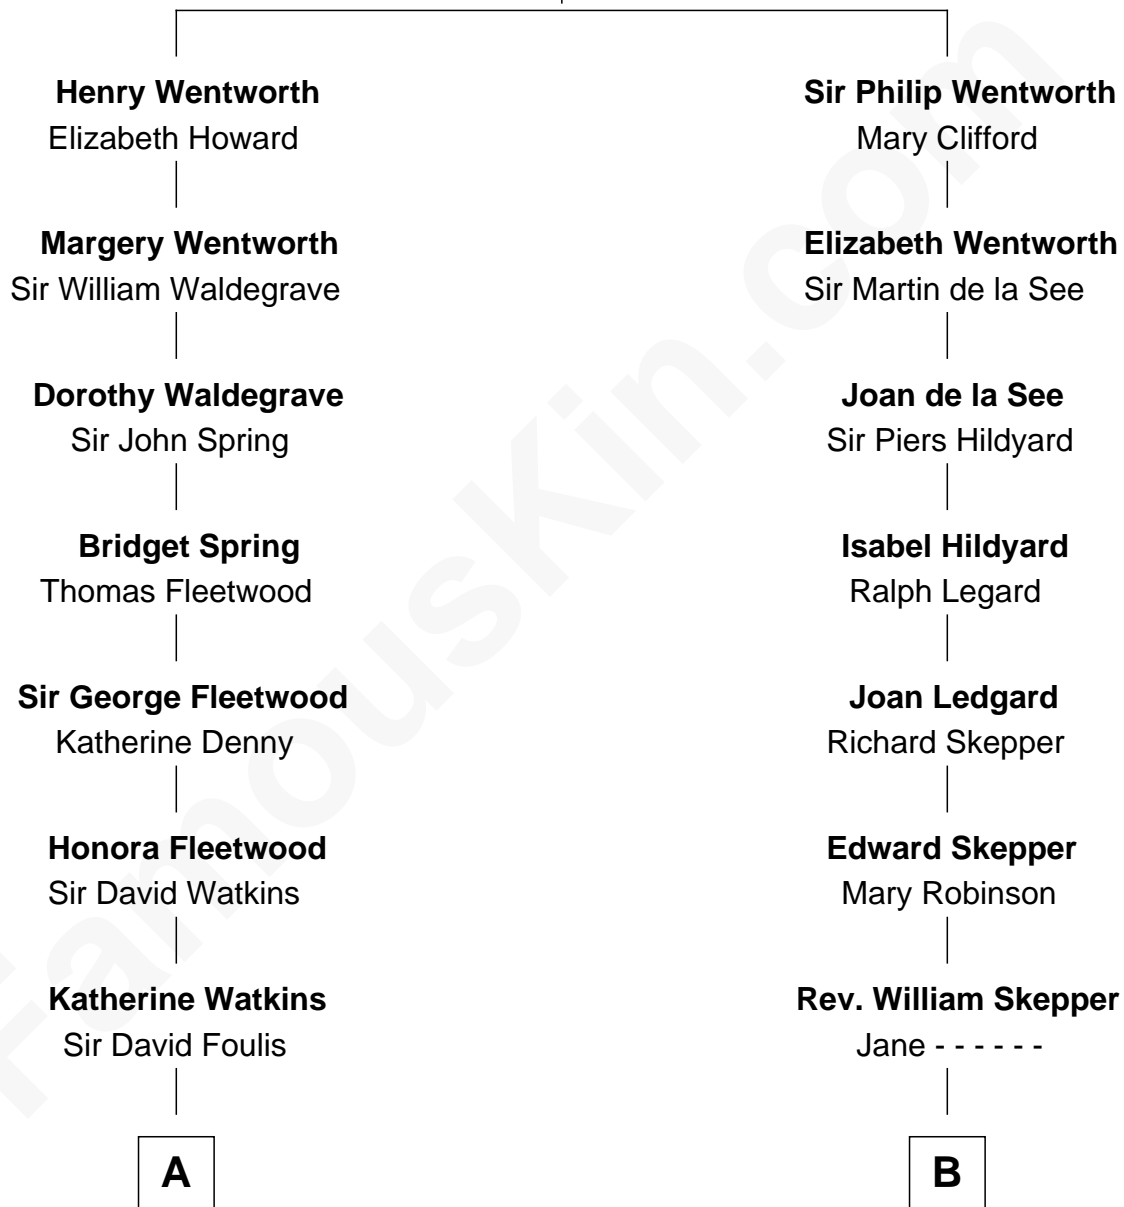 Henry Wentworth
Elizabeth Howard
Margery Wentworth
Sir William Waldegrave
Dorothy Waldegrave
Sir John Spring
Bridget Spring
Thomas Fleetwood
Sir George Fleetwood
Katherine Denny
Honora Fleetwood
Sir David Watkins
Katherine Watkins
Sir David Foulis
A
Sir Philip Wentworth
Mary Clifford
Elizabeth Wentworth
Sir Martin de la See
Joan de la See
Sir Piers Hildyard
Isabel Hildyard
Ralph Legard
Joan Ledgard
Richard Skepper
Edward Skepper
Mary Robinson
Rev. William Skepper
Jane - - - - - -
B
FamousKin.com